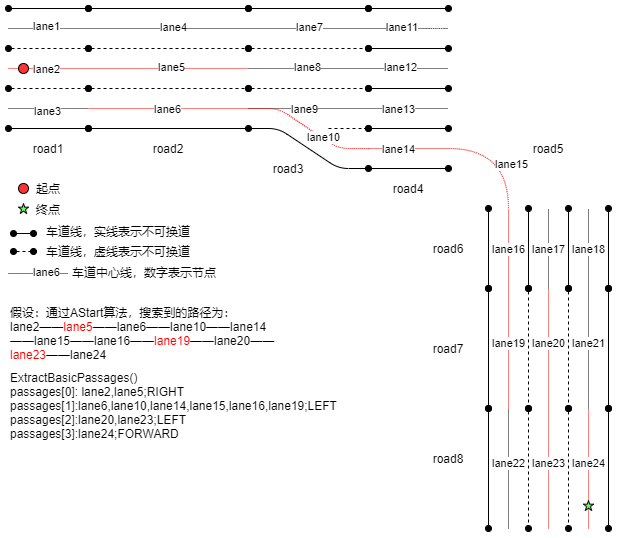 lane1
lane4
lane7
lane11
lane2
lane5
lane8
lane12
lane3
lane6
lane9
lane13
lane10
lane14
road1
road2
road5
lane15
road3
road4
起点
终点
车道线，实线表示不可换道
车道线，虚线表示不可换道
lane6
车道中心线，数字表示节点
road6
lane16
lane17
lane18
假设：通过AStart算法，搜索到的路径为：
lane2——lane5——lane6——lane10——lane14
——lane15——lane16——lane19——lane20——
lane23——lane24
road7
lane19
lane20
lane21
ExtractBasicPassages()
passages[0]: lane2,lane5;RIGHT
passages[1]:lane6,lane10,lane14,lane15,lane16,lane19;LEFT
passages[2]:lane20,lane23;LEFT
passages[3]:lane24;FORWARD
road8
lane22
lane23
lane24